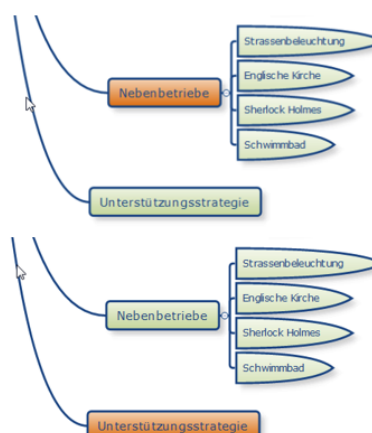 Strassenbeleuchtung
Englische Kirche
Nebenbetriebe
Sherlock Holmes
Schwimmbad
Unterstützungsstrategie
Strassenbeleuchtung
Englische Kirche
Nebenbetriebe
Sherlock Holmes
Schwimmbad
Unterstützungsstrategie